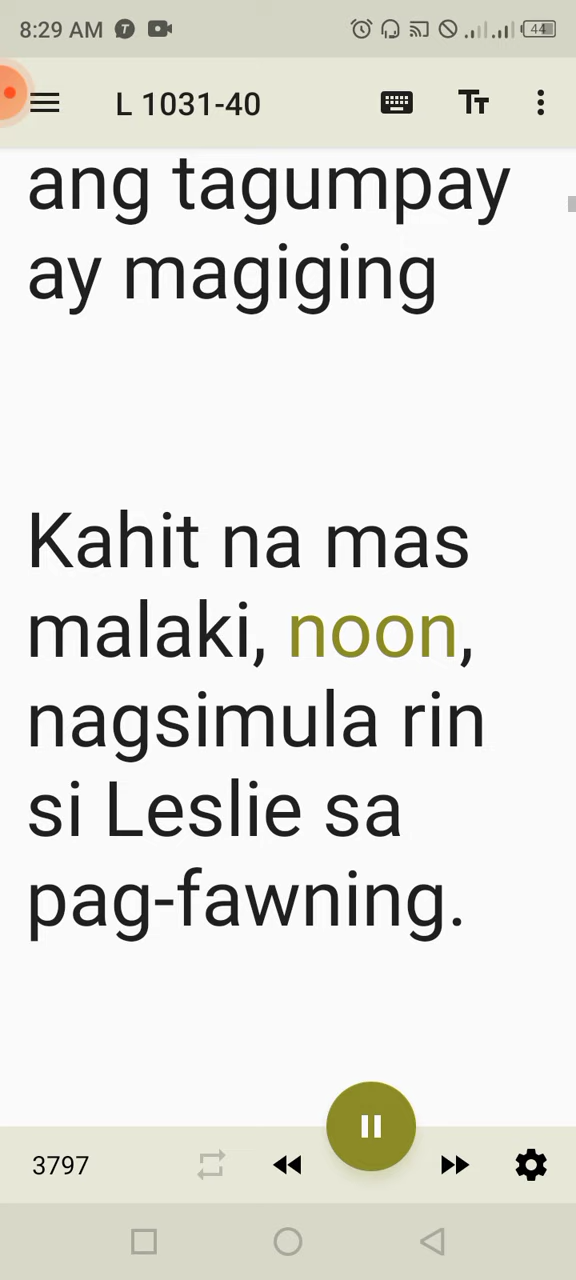 8:29 AM
44
L 1031-40
ang tagumpay
ay magiging
Kahit na mas
malaki, noon,
nagsimula rin
si Leslie sa
pag-fawning.
3797